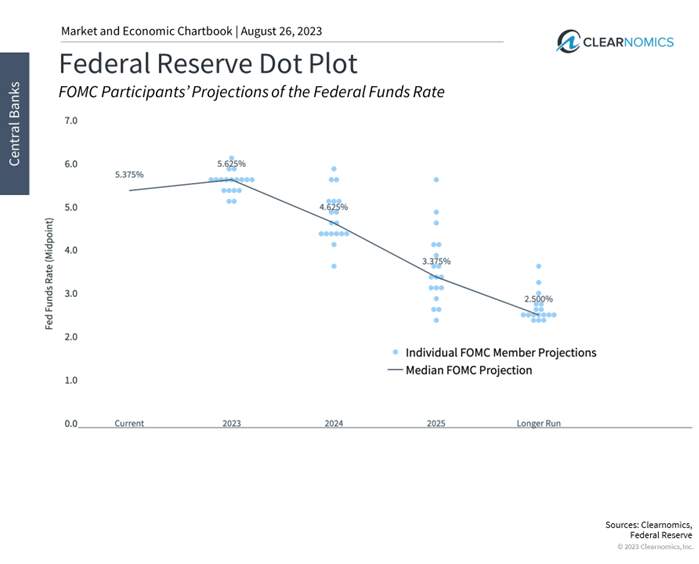 Market and Economic Chartbook | August 26, 2023
CLEARNOMICS
Federal Reserve Dot Plot
FOMC Participants' Projections of the Federal Funds Rate
Central Banks
Fed Funds Rate (Midpoint)
7.0
6.0
5.0
4.0
3.0
2.0
1.0
0.0
5.375%
5.625%
4.625%
3.375%
2.500%
Individual FOMC Member Projections
Median FOMC Projection
Current
2023
2024
2025
Longer Run
Sources: Clearnomics,
Federal Reserve
© 2023 Clearnomics, Inc.